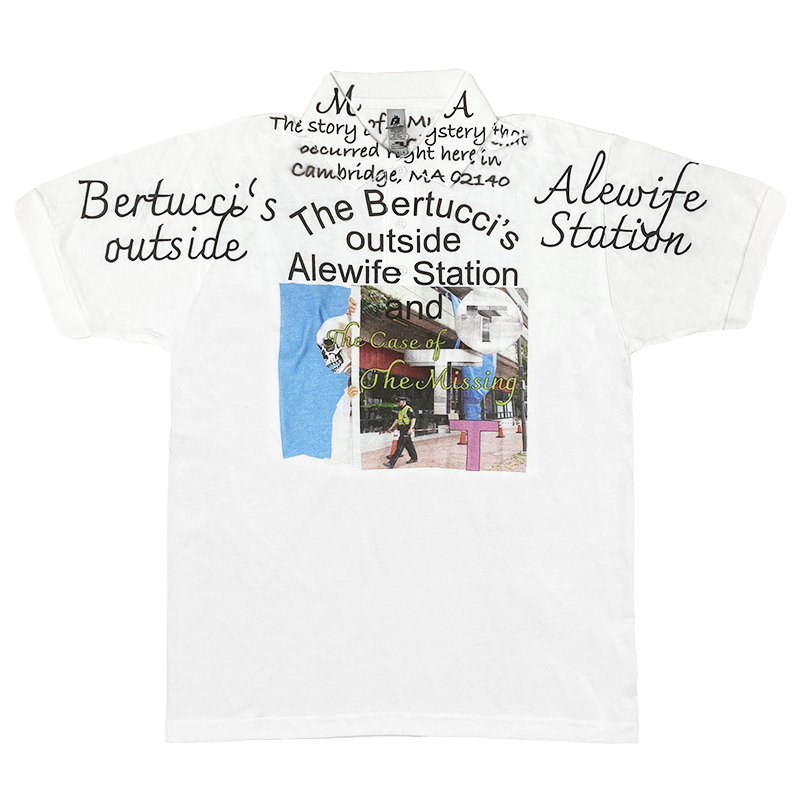 M A
The story of a Mystery that
occurred right here in
Cambridge, MA 02140
Bertucci's
outside
The Bertucci's
outside
Alewife Station
and
T
The Case of
The Missing
T
Alewife
Station